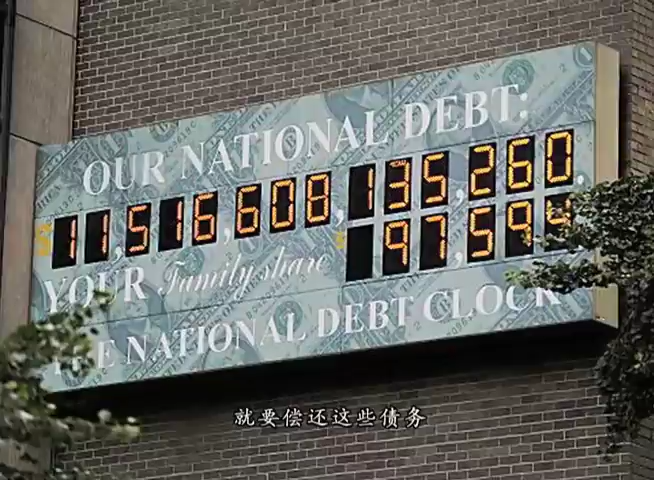 OUR NATIONAL DEBT:
$11,516,608,135,260,
YOUR Family share $97,594
THE NATIONAL DEBT CLOCK
就要偿还这些债务